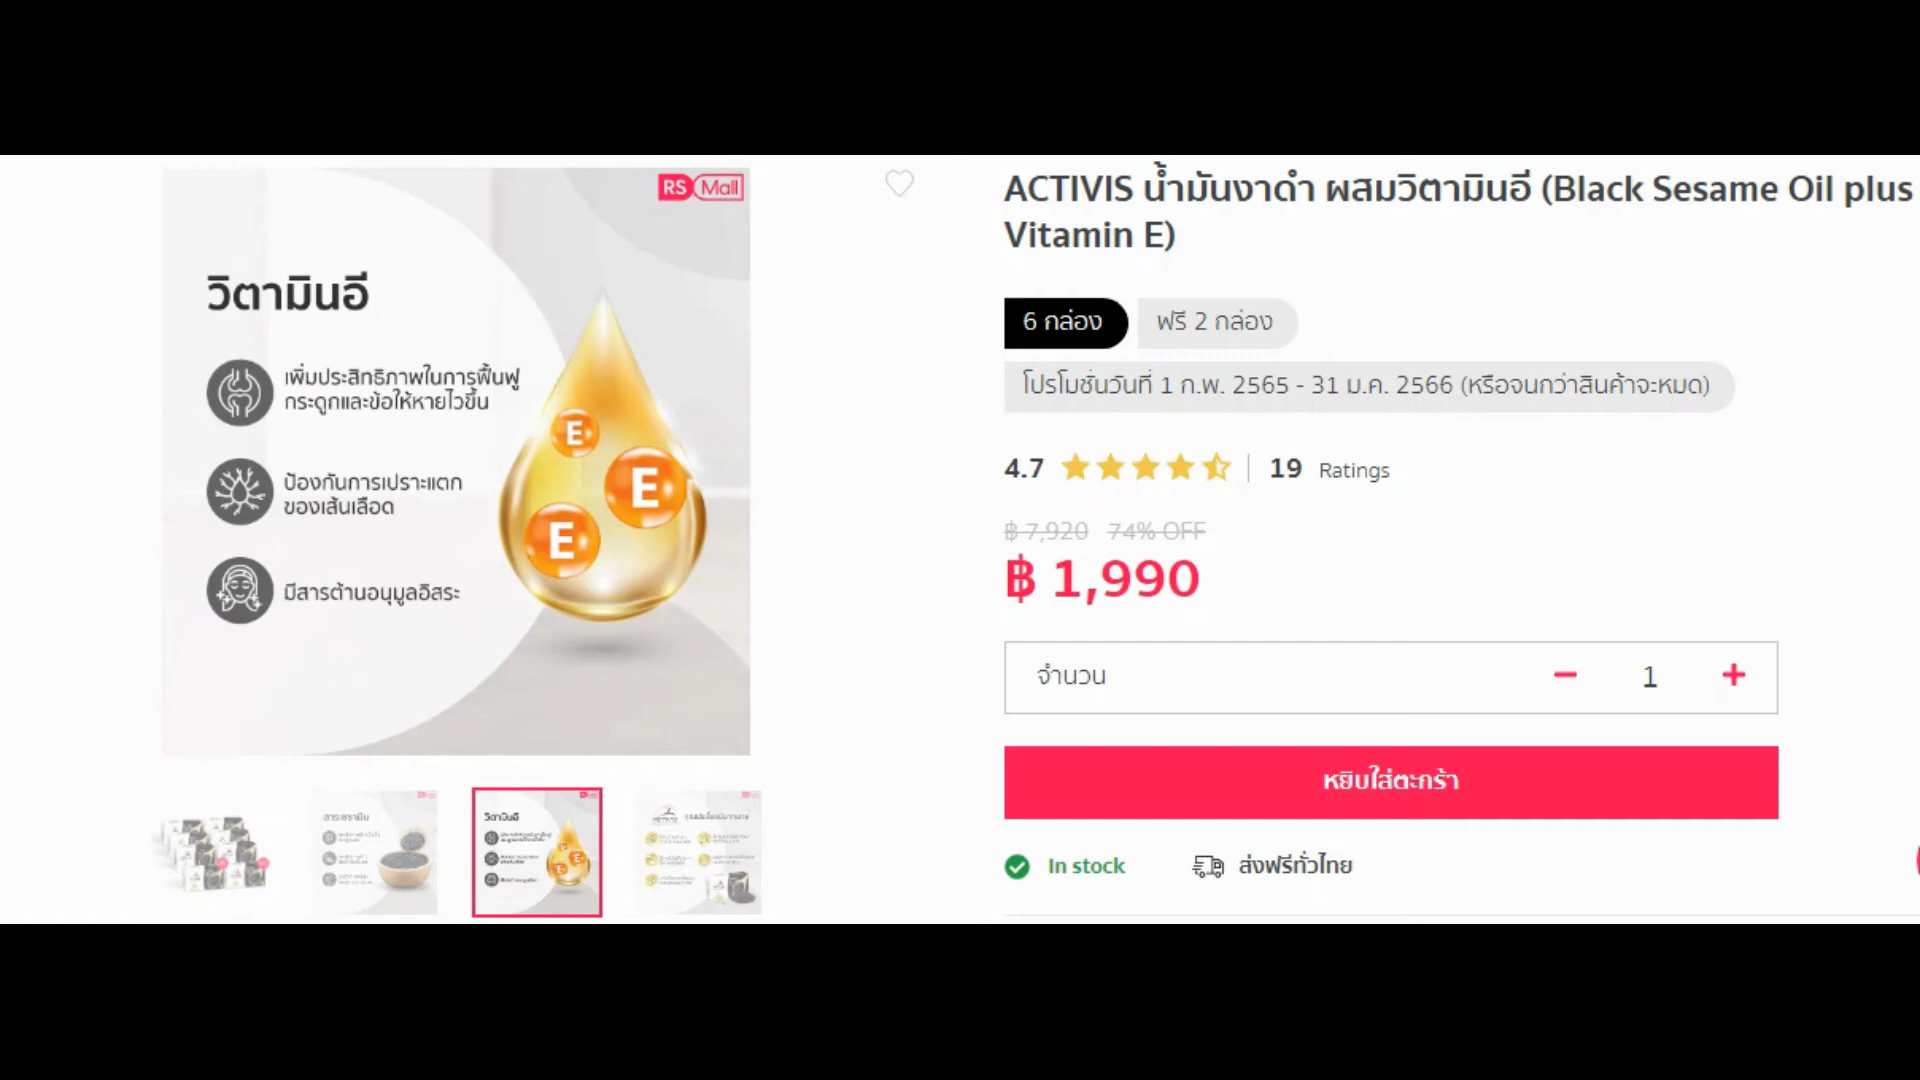 RS Mall
วิตามินอี
เพิ่มประสิทธิภาพในการฟื้นฟู
กระดูกและข้อให้หายไวขึ้น
ป้องกันการเปราะแตก
ของเส้นเลือด
มีสารต้านอนุมูลอิสระ
E
E
E
ACTIVIS น้ำมันงาดำ ผสมวิตามินอี (Black Sesame Oil plus
Vitamin E)
6 กล่อง ฟรี 2 กล่อง
โปรโมชั่นวันที่ 1 ก.พ. 2565 - 31 ม.ค. 2566 (หรือจนกว่าสินค้าจะหมด)
4.7 19 Ratings
฿ 7,920 74% OFF
฿ 1,990
จำนวน − 1 +
หยิบใส่ตะกร้า
In stock ส่งฟรีทั่วไทย
วิตามินอี